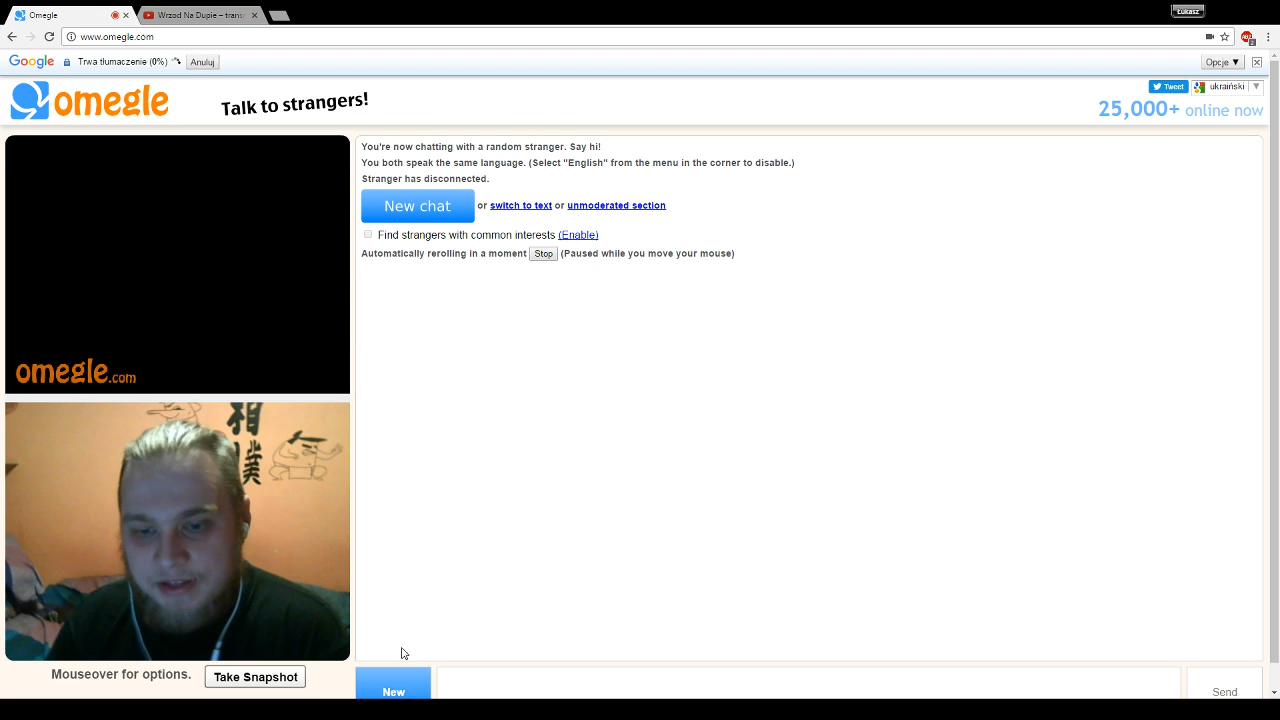 Omegle
Wrzod Na Dupie – trans
Łukasz
www.omegle.com
Google Trwa tłumaczenie (0%) Anuluj Opcje ▼
omegle Talk to strangers!
Tweet ukraiński ▼
25,000+ online now
You're now chatting with a random stranger. Say hi!
You both speak the same language. (Select "English" from the menu in the corner to disable.)
Stranger has disconnected.
New chat or switch to text or unmoderated section
Find strangers with common interests (Enable)
Automatically rerolling in a moment Stop (Paused while you move your mouse)
omegle.com
相
撲
Mouseover for options. Take Snapshot
New
Send